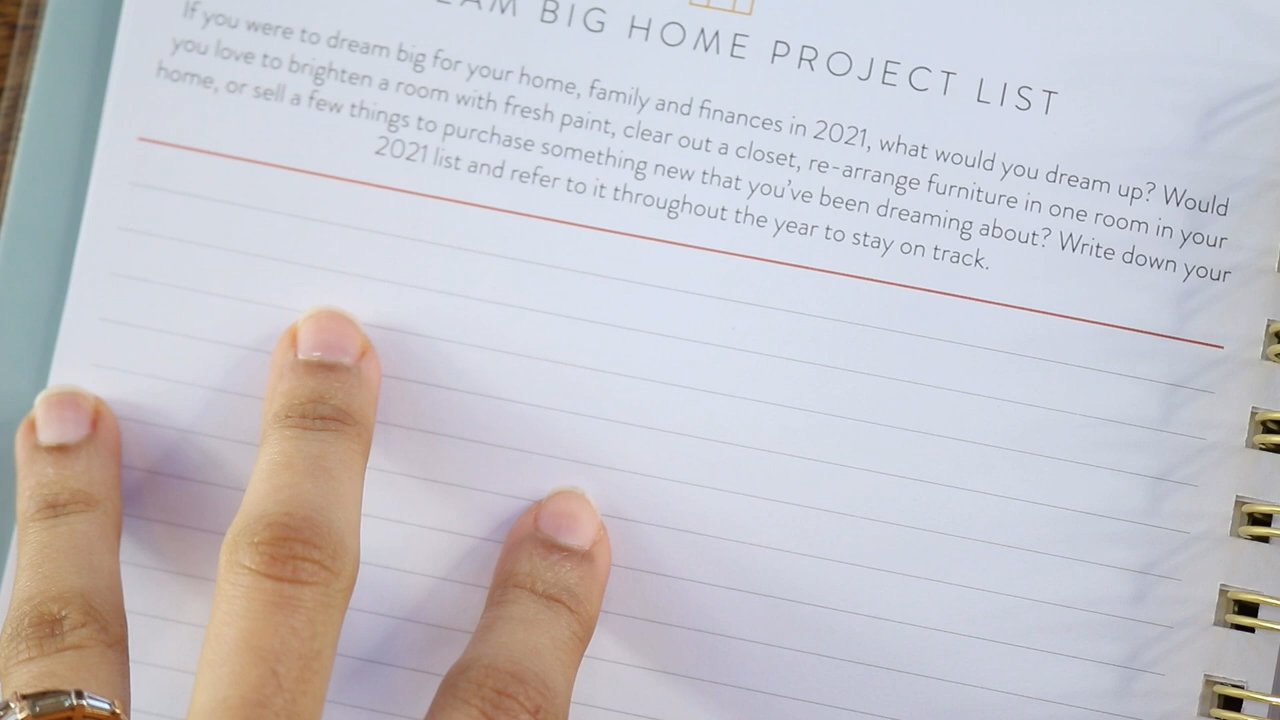 BIG HOME PROJECT LIST
If you were to dream big for your home, family and finances in 2021, what would you dream up? Would
you love to brighten a room with fresh paint, clear out a closet, re-arrange furniture in one room in your
home, or sell a few things to purchase something new that you've been dreaming about? Write down your
2021 list and refer to it throughout the year to stay on track.